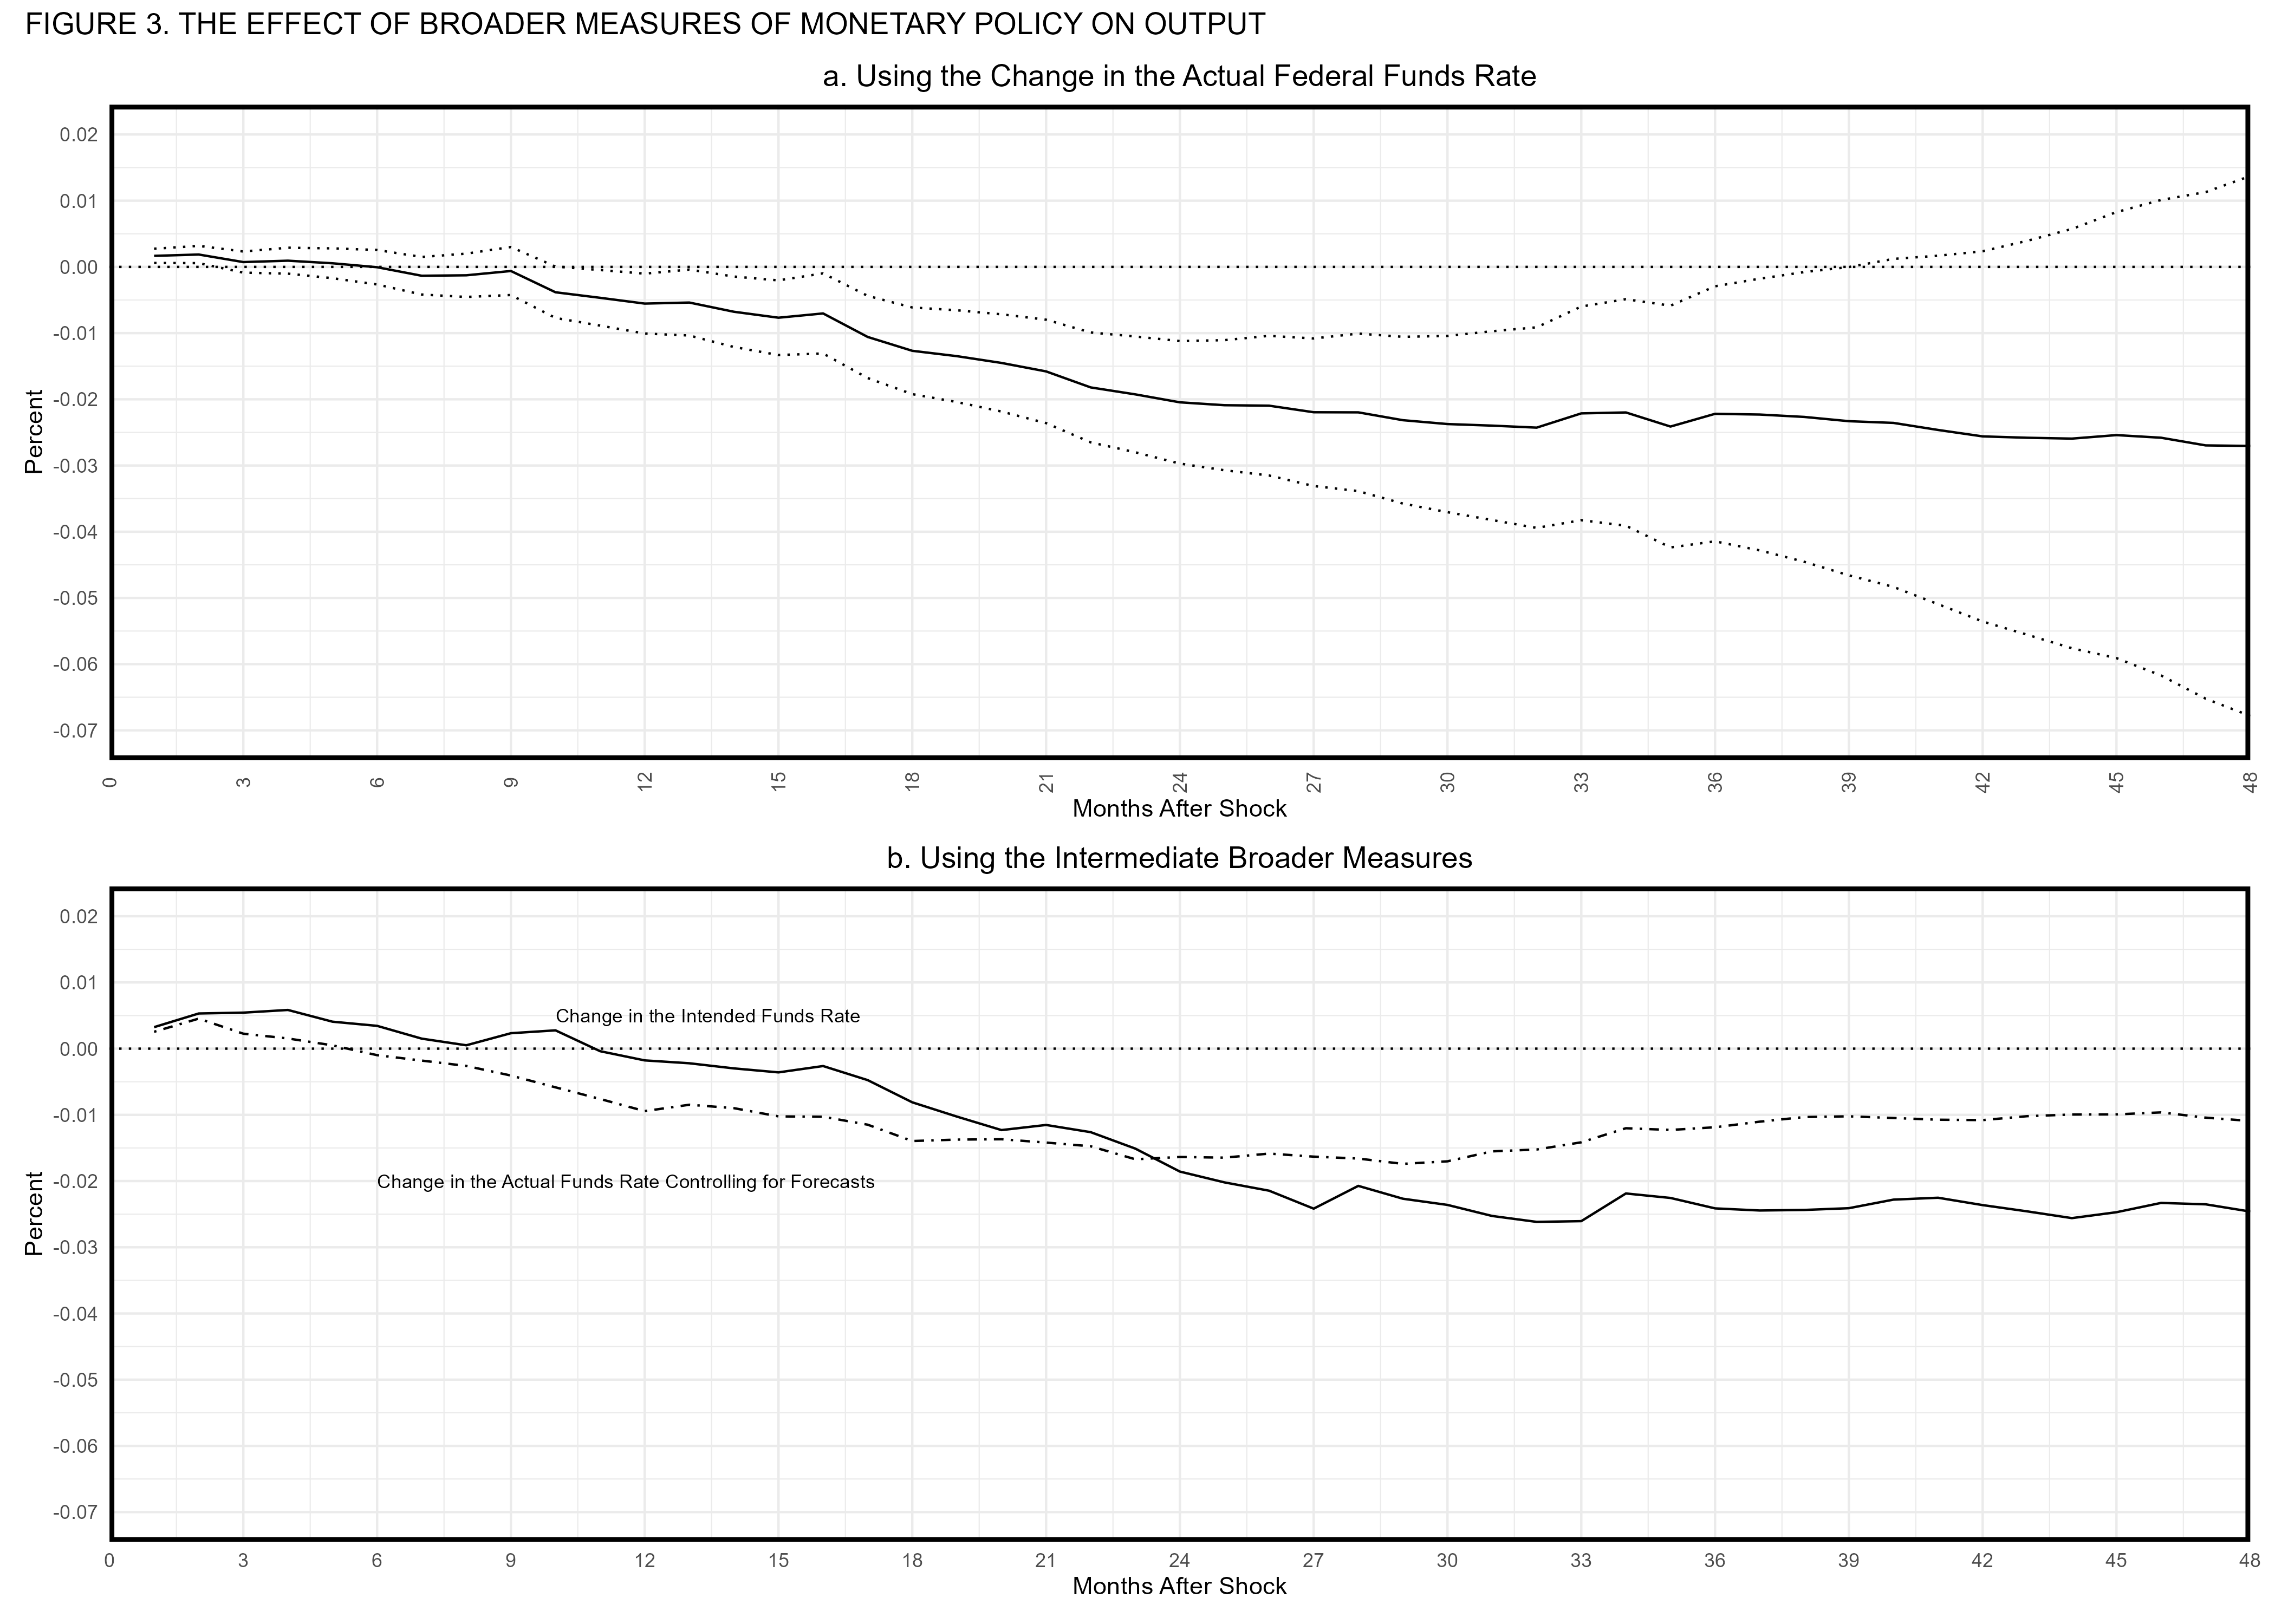 FIGURE 3. THE EFFECT OF BROADER MEASURES OF MONETARY POLICY ON OUTPUT
a. Using the Change in the Actual Federal Funds Rate
Percent
0.02
0.01
0.00
-0.01
-0.02
-0.03
-0.04
-0.05
-0.06
-0.07
0 3 6 9 12 15 18 21 24 27 30 33 36 39 42 45 48
Months After Shock
b. Using the Intermediate Broader Measures
Percent
0.02
0.01
0.00
-0.01
-0.02
-0.03
-0.04
-0.05
-0.06
-0.07
Change in the Intended Funds Rate
Change in the Actual Funds Rate Controlling for Forecasts
0 3 6 9 12 15 18 21 24 27 30 33 36 39 42 45 48
Months After Shock